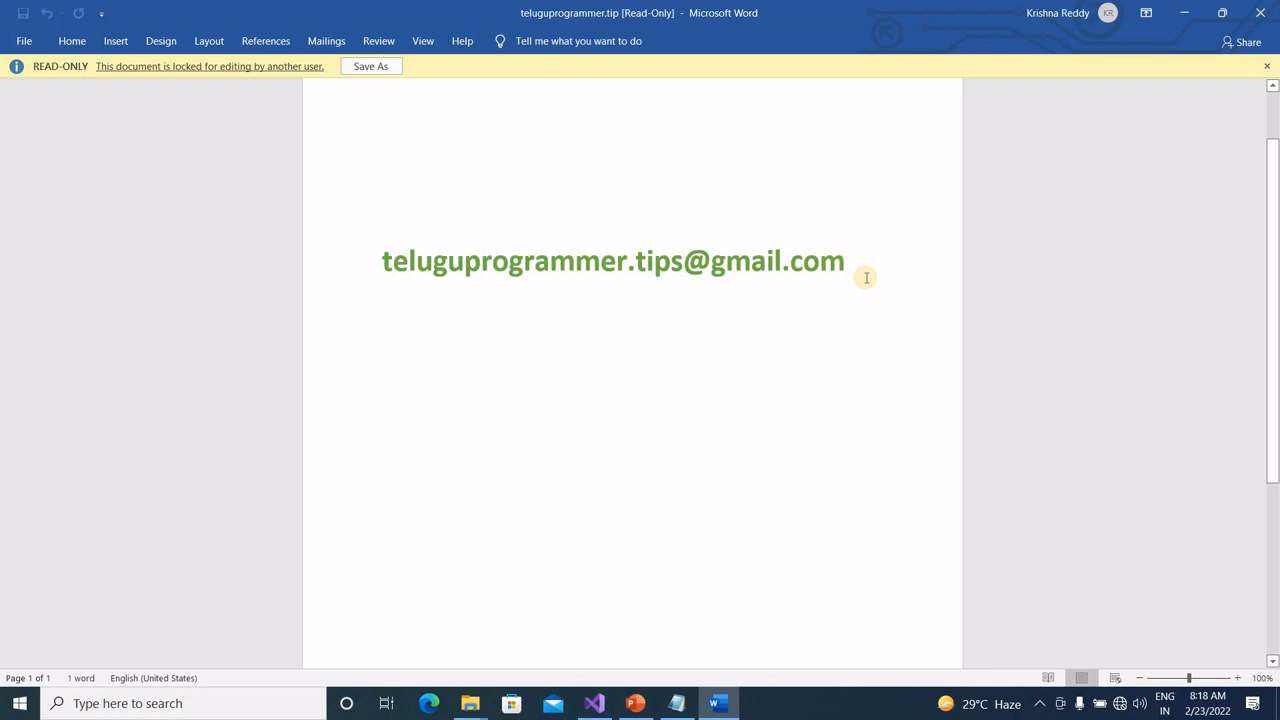 teluguprogrammer.tip [Read-Only] - Microsoft Word
Krishna Reddy KR
File Home Insert Design Layout References Mailings Review View Help Tell me what you want to do Share
READ-ONLY This document is locked for editing by another user. Save As
teluguprogrammer.tips@gmail.com
Page 1 of 1 1 word English (United States) 100%
Type here to search 29°C Haze ENG IN 8:18 AM 2/23/2022